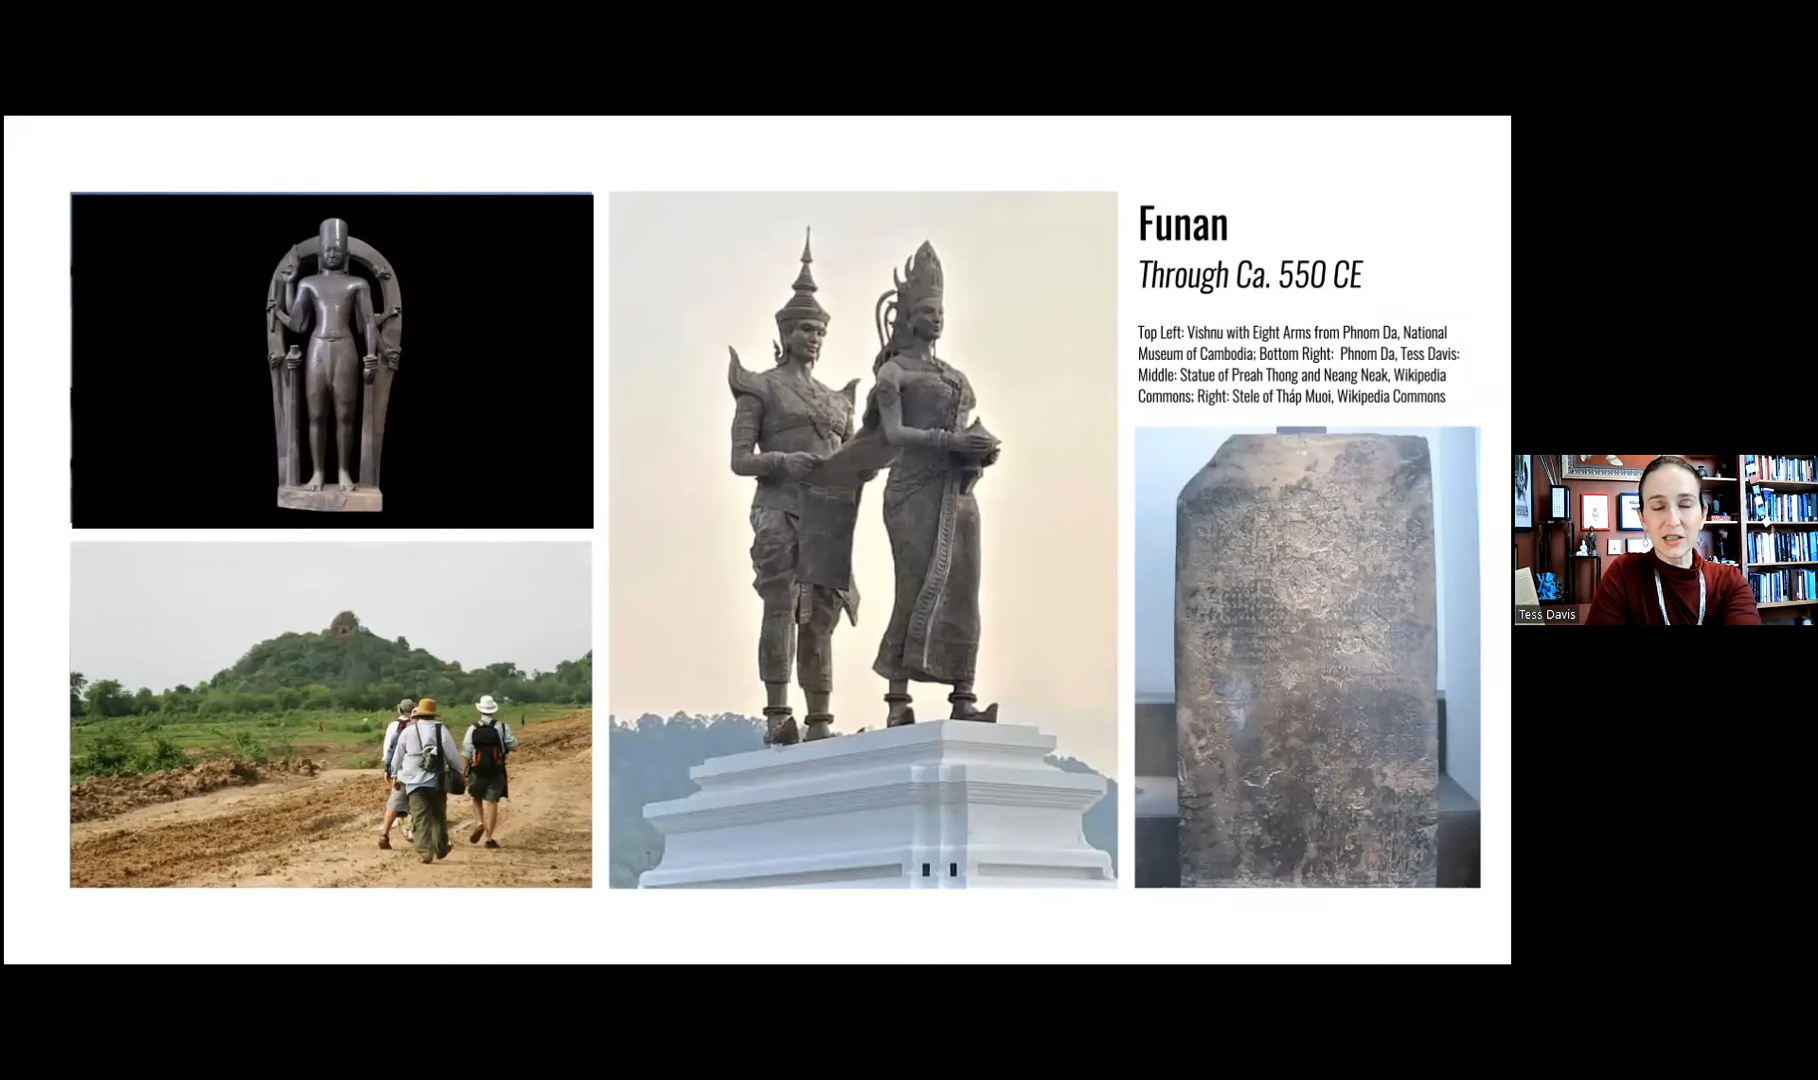 Funan
Through Ca. 550 CE
Top Left: Vishnu with Eight Arms from Phnom Da, National
Museum of Cambodia; Bottom Right:  Phnom Da, Tess Davis:
Middle: Statue of Preah Thong and Neang Neak, Wikipedia
Commons; Right: Stele of Tháp Muoi, Wikipedia Commons
Tess Davis